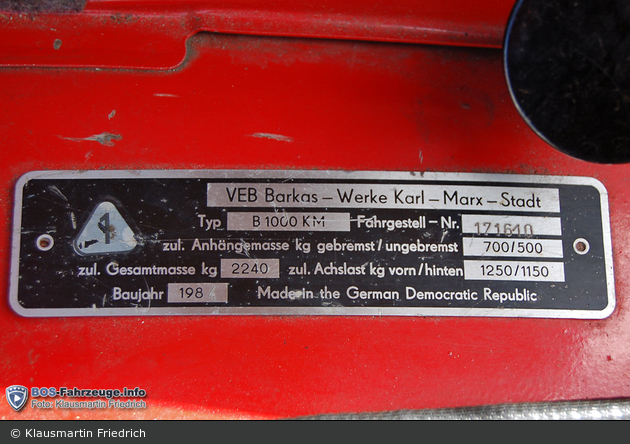 VEB Barkas – Werke Karl – Marx – Stadt
Typ B 1000 KM Fahrgestell – Nr. 171610
zul. Anhängemasse kg gebremst/ungebremst 700/500
zul. Gesamtmasse kg 2240 zul. Achslast kg vorn/hinten 1250/1150
Baujahr 1984 Made in the German Democratic Republic
BOS-Fahrzeuge.info
Foto: Klausmartin Friedrich
© Klausmartin Friedrich